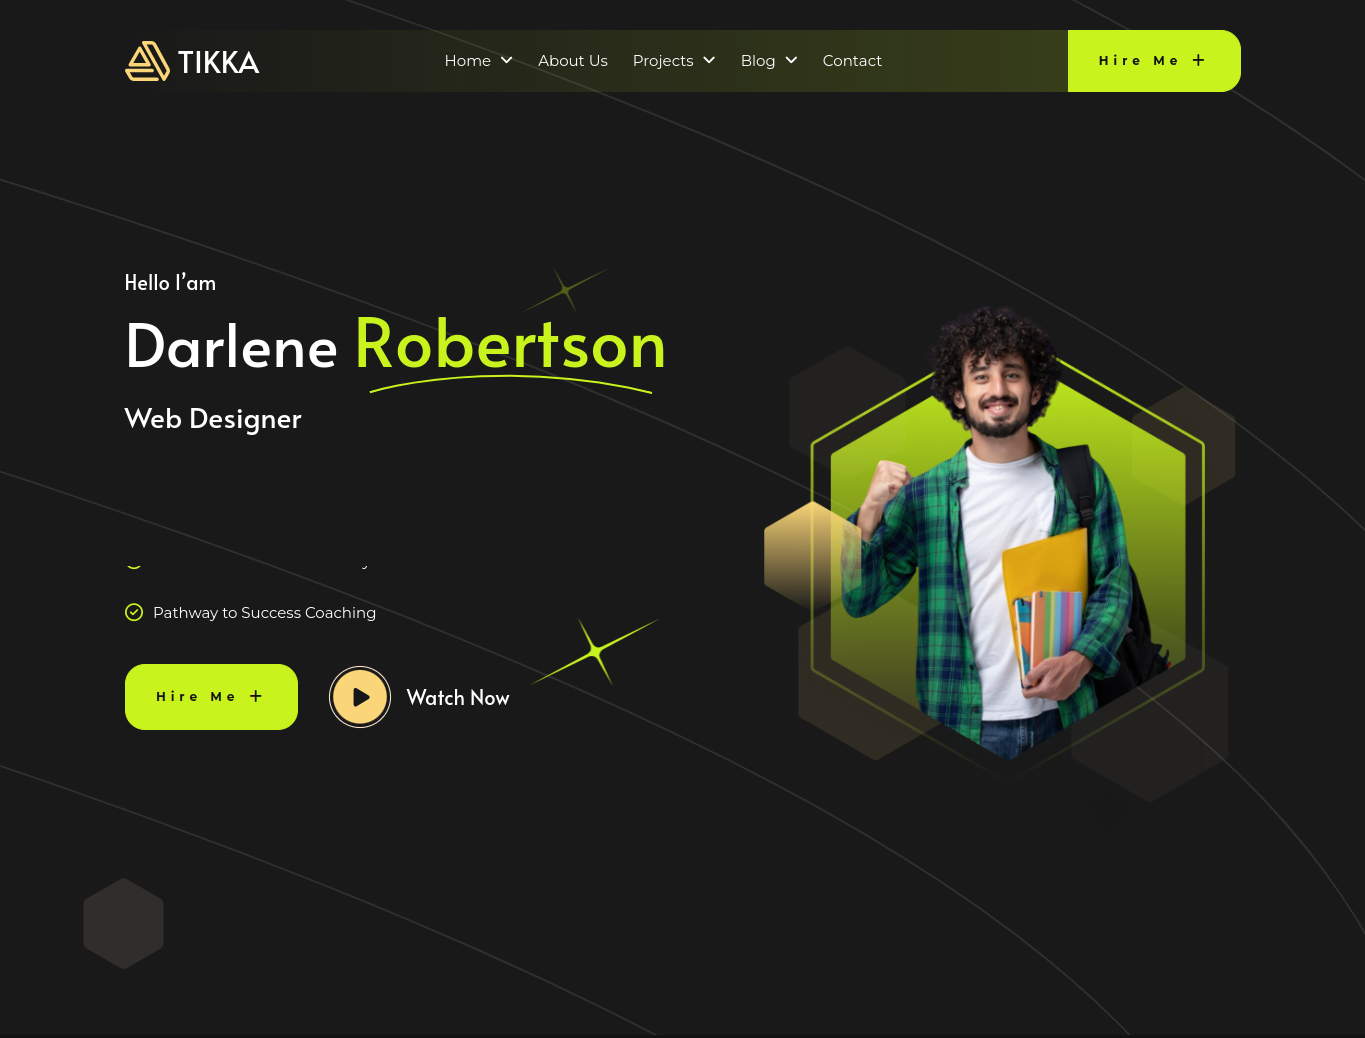 TIKKA
Home
About Us
Projects
Blog
Contact
Hire Me +
Hello I’am
Darlene Robertson
Web Designer
Pathway to Success Coaching
Hire Me +
Watch Now